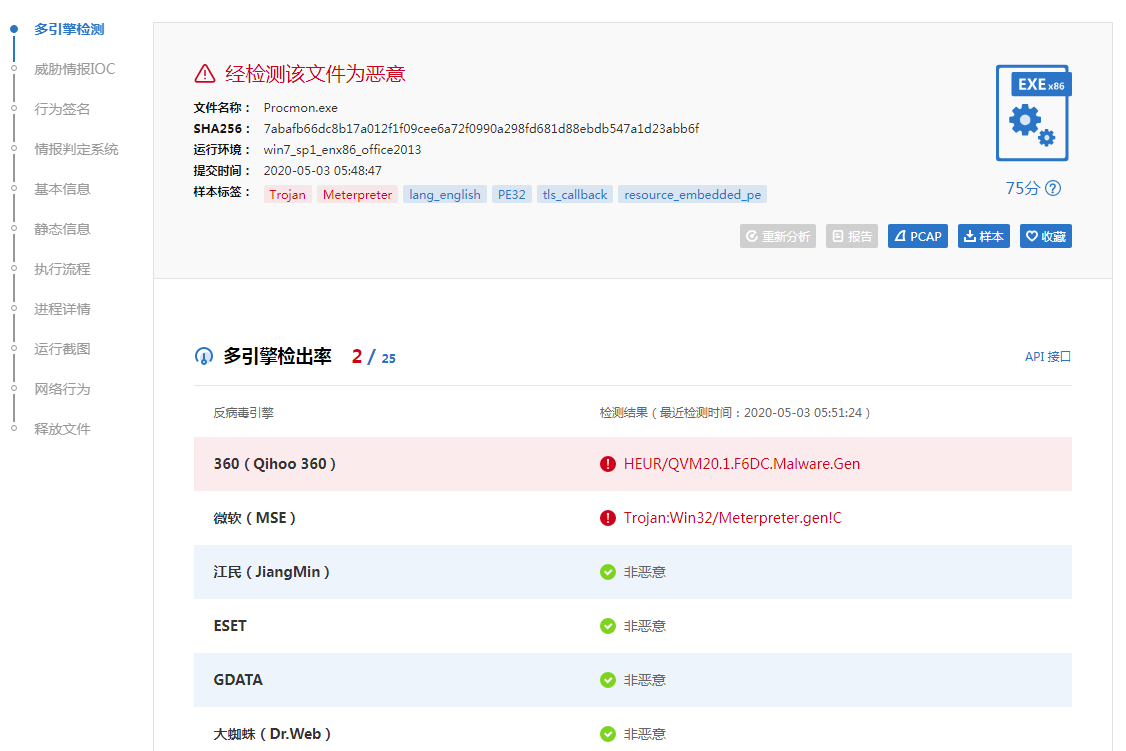 多引擎检测
威胁情报IOC
行为签名
情报判定系统
基本信息
静态信息
执行流程
进程详情
运行截图
网络行为
释放文件
经检测该文件为恶意
文件名称： Procmon.exe
SHA256： 7abafb66dc8b17a012f1f09cee6a72f0990a298fd681d88ebdb547a1d23abb6f
运行环境： win7_sp1_enx86_office2013
提交时间： 2020-05-03 05:48:47
样本标签： Trojan Meterpreter lang_english PE32 tls_callback resource_embedded_pe
EXE x86
75分 ?
重新分析 报告 PCAP 样本 收藏
多引擎检出率 2 / 25
API 接口
反病毒引擎 检测结果（最近检测时间：2020-05-03 05:51:24）
360（Qihoo 360） HEUR/QVM20.1.F6DC.Malware.Gen
微软（MSE） Trojan:Win32/Meterpreter.gen!C
江民（JiangMin） 非恶意
ESET 非恶意
GDATA 非恶意
大蜘蛛（Dr.Web） 非恶意